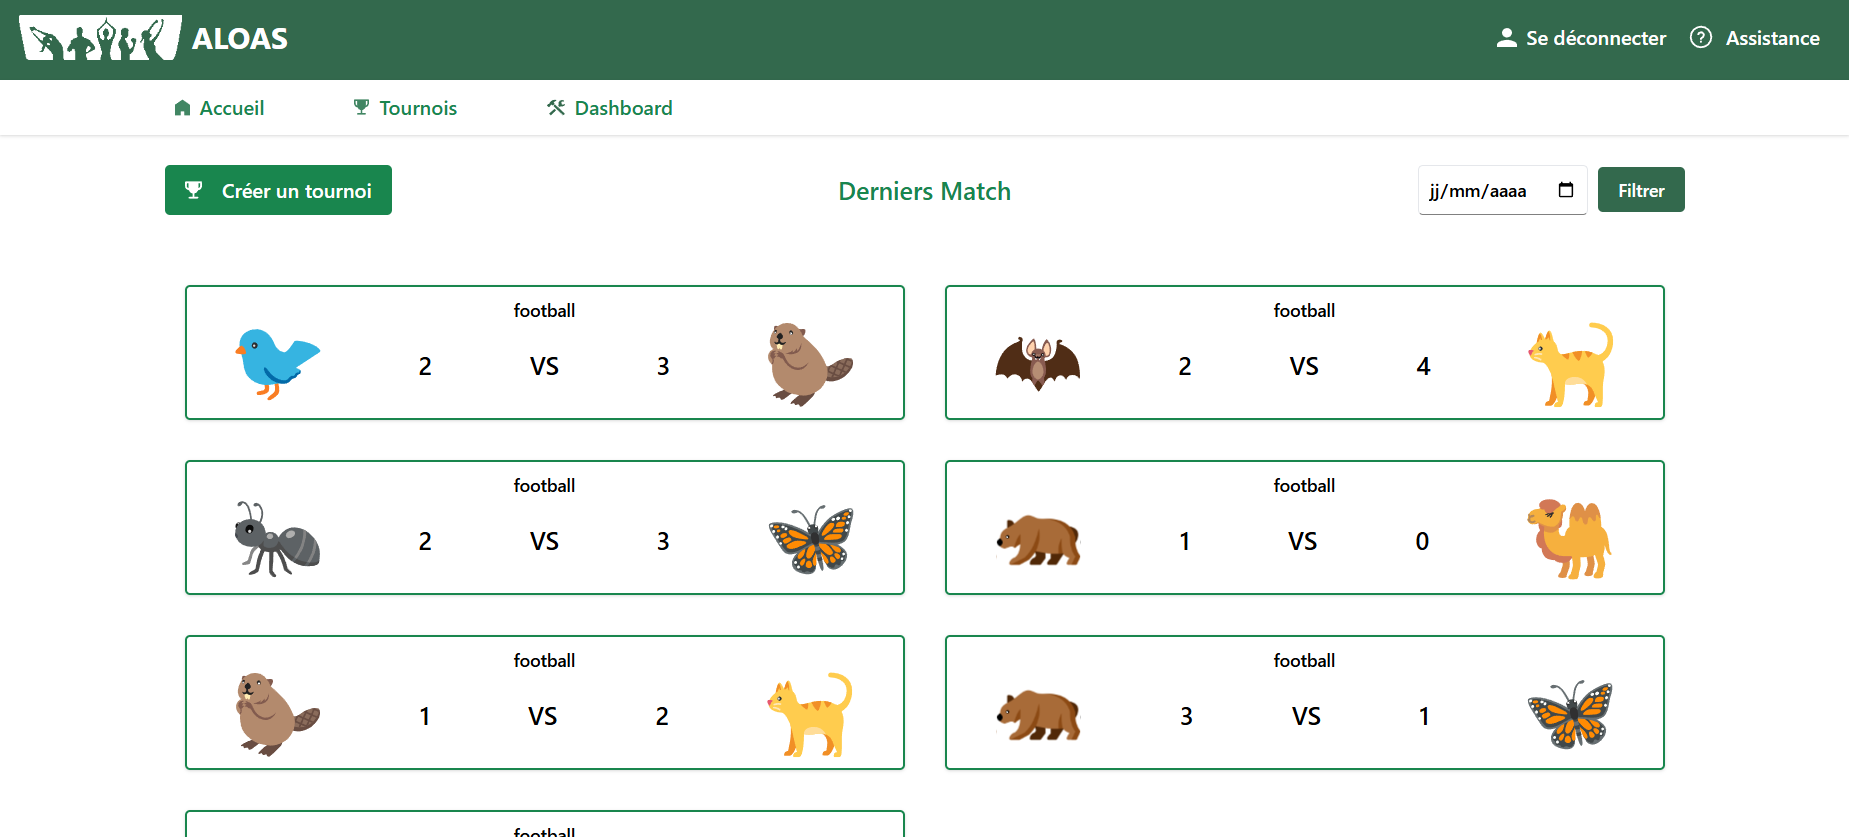 ALOAS
Se déconnecter
Assistance
Accueil
Tournois
Dashboard
Créer un tournoi
Derniers Match
jj/mm/aaaa
Filtrer
football
2 VS 3
football
2 VS 4
football
2 VS 3
football
1 VS 0
football
1 VS 2
football
3 VS 1
football